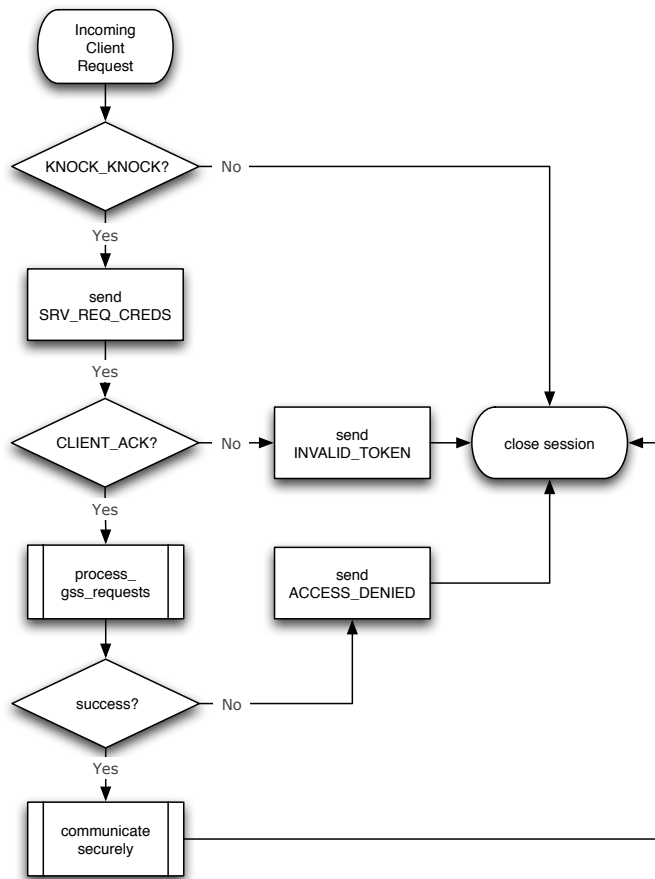 Incoming
Client
Request
KNOCK_KNOCK?
No
Yes
send
SRV_REQ_CREDS
Yes
CLIENT_ACK?
No
send
INVALID_TOKEN
close session
Yes
process_
gss_requests
send
ACCESS_DENIED
success?
No
Yes
communicate
securely